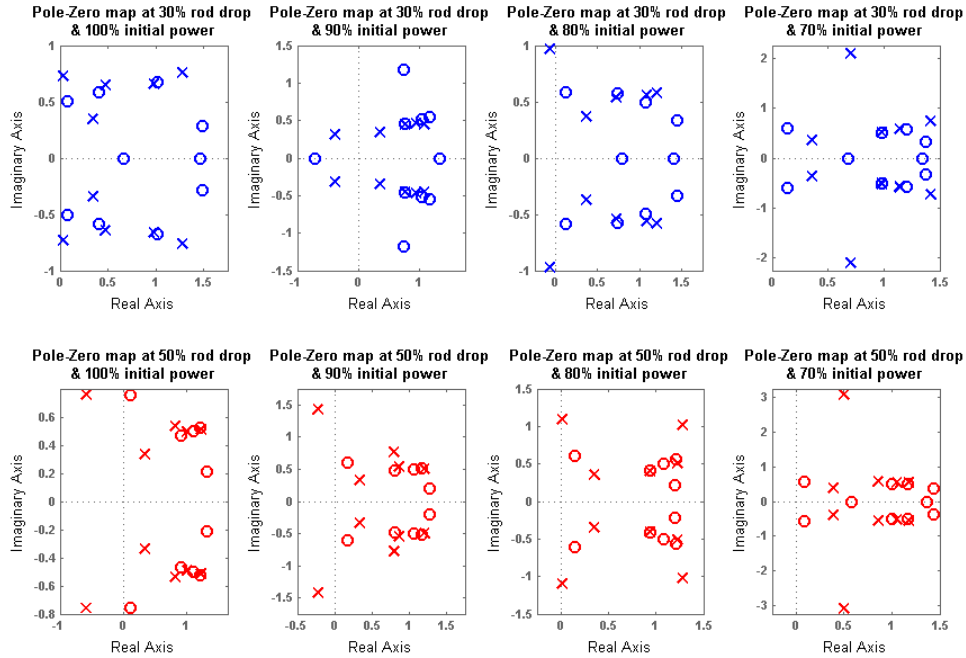 Pole-Zero map at 30% rod drop
& 100% initial power
Pole-Zero map at 30% rod drop
& 90% initial power
Pole-Zero map at 30% rod drop
& 80% initial power
Pole-Zero map at 30% rod drop
& 70% initial power
Imaginary Axis
1
0.5
0
-0.5
-1
0 0.5 1 1.5
Real Axis
Imaginary Axis
1.5
1
0.5
0
-0.5
-1
-1.5
-1 0 1
Real Axis
Imaginary Axis
1
0.5
0
-0.5
-1
0 0.5 1 1.5
Real Axis
Imaginary Axis
2
1
0
-1
-2
0 0.5 1 1.5
Real Axis
Pole-Zero map at 50% rod drop
& 100% initial power
Pole-Zero map at 50% rod drop
& 90% initial power
Pole-Zero map at 50% rod drop
& 80% initial power
Pole-Zero map at 50% rod drop
& 70% initial power
Imaginary Axis
0.6
0.4
0.2
0
-0.2
-0.4
-0.6
-0.8
-1 0 1
Real Axis
Imaginary Axis
1.5
1
0.5
0
-0.5
-1
-1.5
-0.5 0 0.5 1 1.5
Real Axis
Imaginary Axis
1.5
1
0.5
0
-0.5
-1
-1.5
0 0.5 1 1.5
Real Axis
Imaginary Axis
3
2
1
0
-1
-2
-3
0 0.5 1 1.5
Real Axis